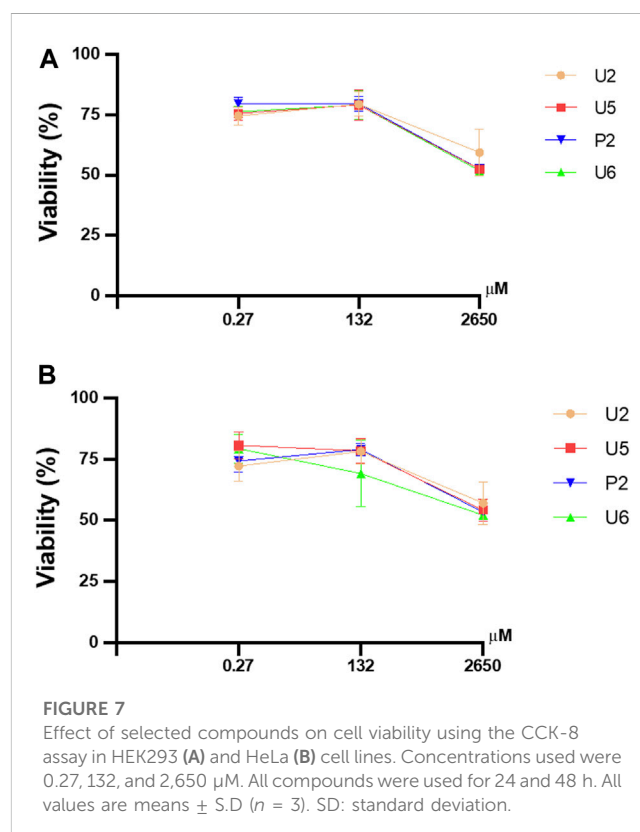 A
100
75
50
25
0
Viability (%)
0.27 132 2650
µM
U2
U5
P2
U6
B
100
75
50
25
0
Viability (%)
0.27 132 2650
µM
U2
U5
P2
U6
FIGURE 7
Effect of selected compounds on cell viability using the CCK-8
assay in HEK293 (A) and HeLa (B) cell lines. Concentrations used were
0.27, 132, and 2,650 µM. All compounds were used for 24 and 48 h. All
values are means ± S.D (n = 3). SD: standard deviation.